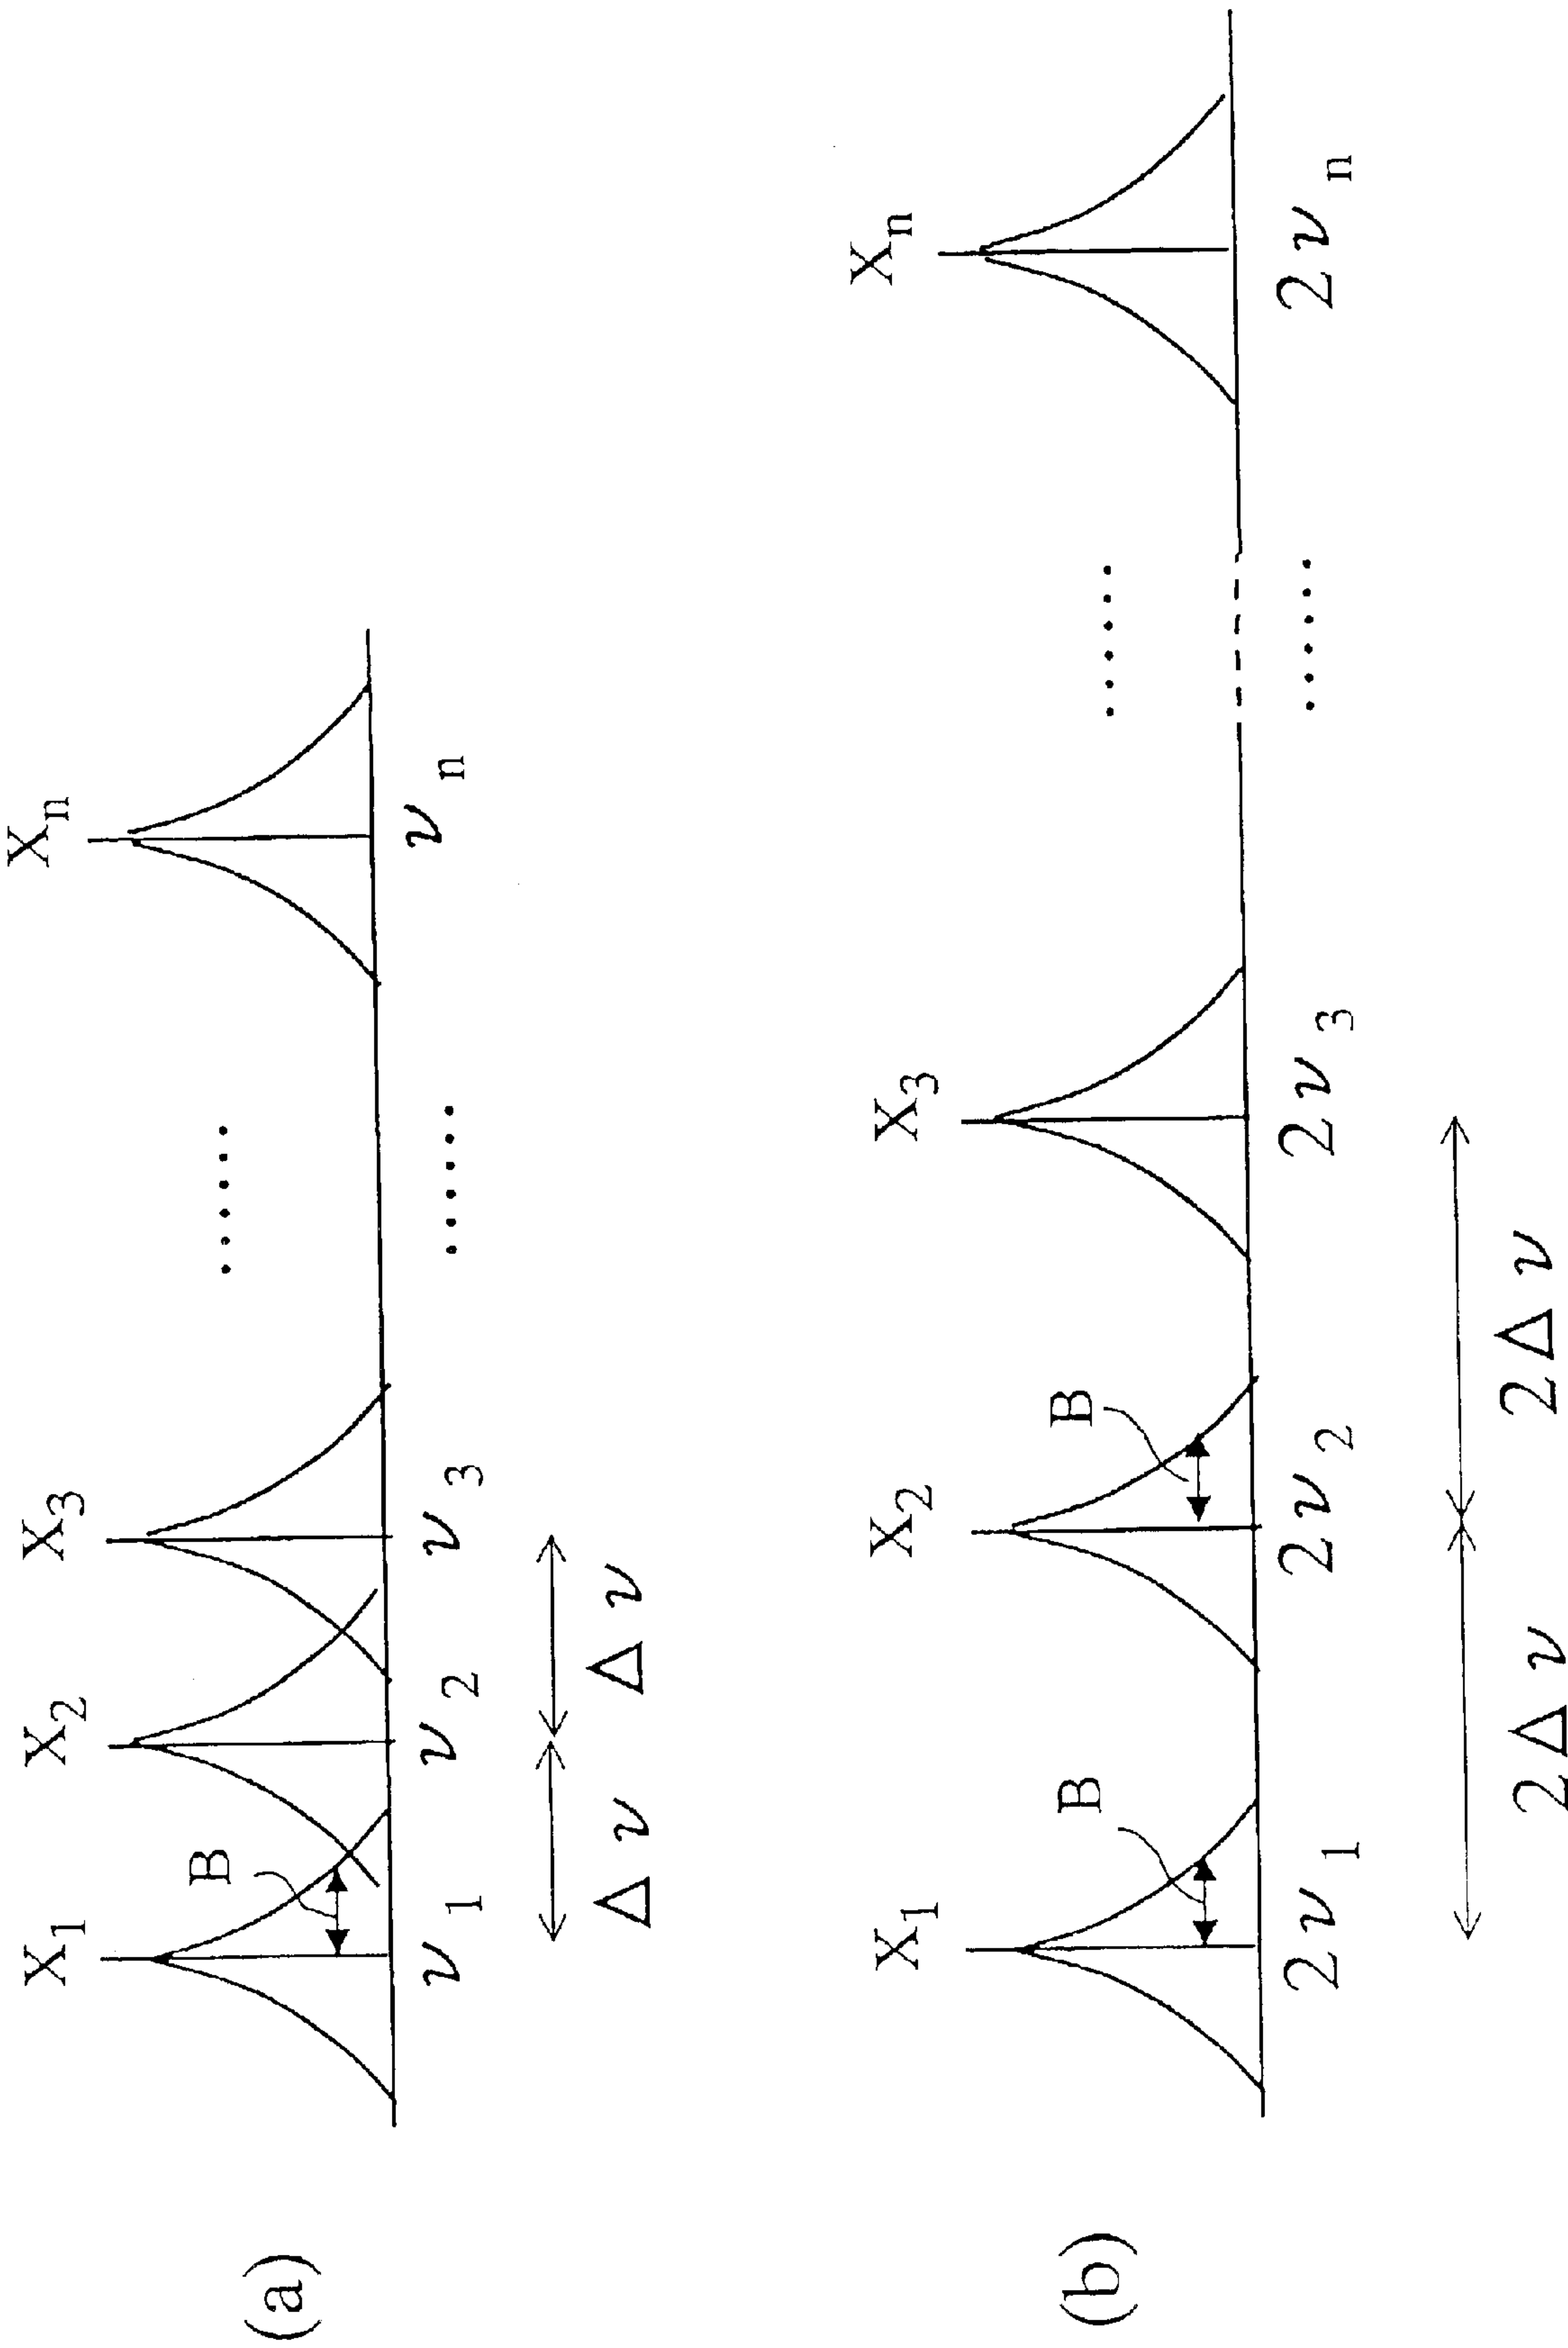 (a)
X1 X2 X3 Xn
B
......
ν1 ν2 ν3 ...... νn
Δν Δν
(b)
X1 X2 X3 Xn
B B
......
2ν1 2ν2 2ν3 ...... 2νn
2Δν 2Δν